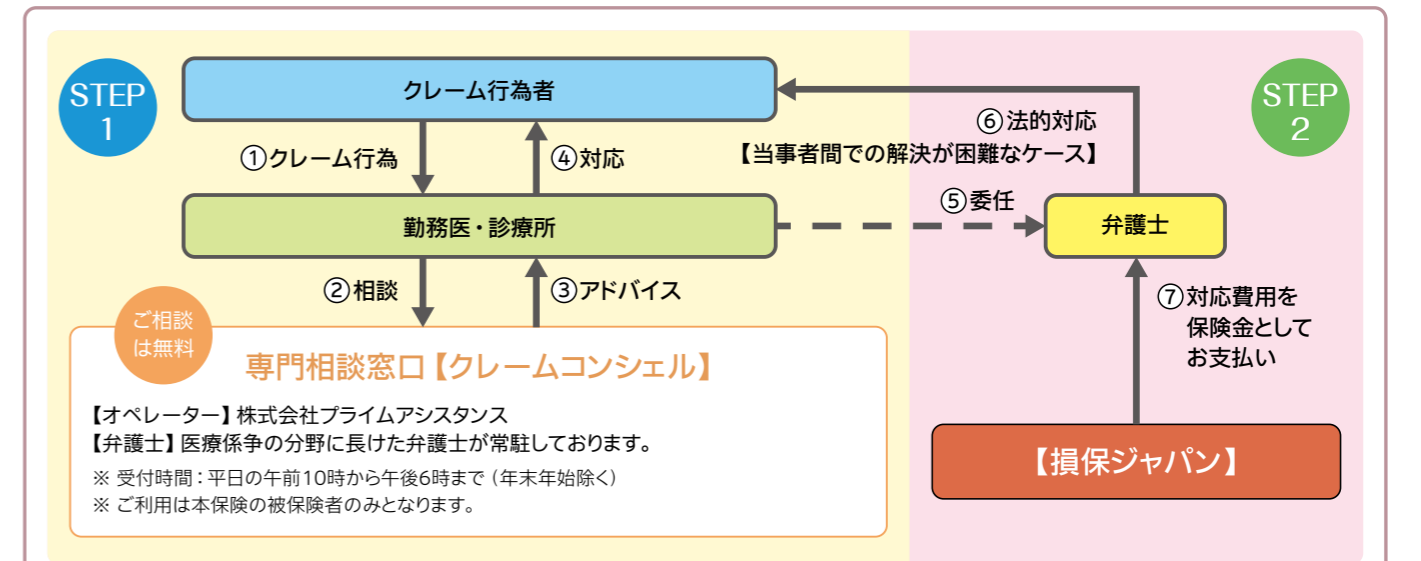 STEP
1
クレーム行為者
STEP
2
①クレーム行為
④対応
⑥法的対応
【当事者間での解決が困難なケース】
⑤委任
勤務医・診療所
弁護士
②相談
③アドバイス
⑦対応費用を
保険金として
お支払い
ご相談
は無料
専門相談窓口【クレームコンシェル】
【オペレーター】株式会社プライムアシスタンス
【弁護士】医療係争の分野に長けた弁護士が常駐しております。
※ 受付時間：平日の午前10時から午後6時まで（年末年始除く）
※ ご利用は本保険の被保険者のみとなります。
【損保ジャパン】